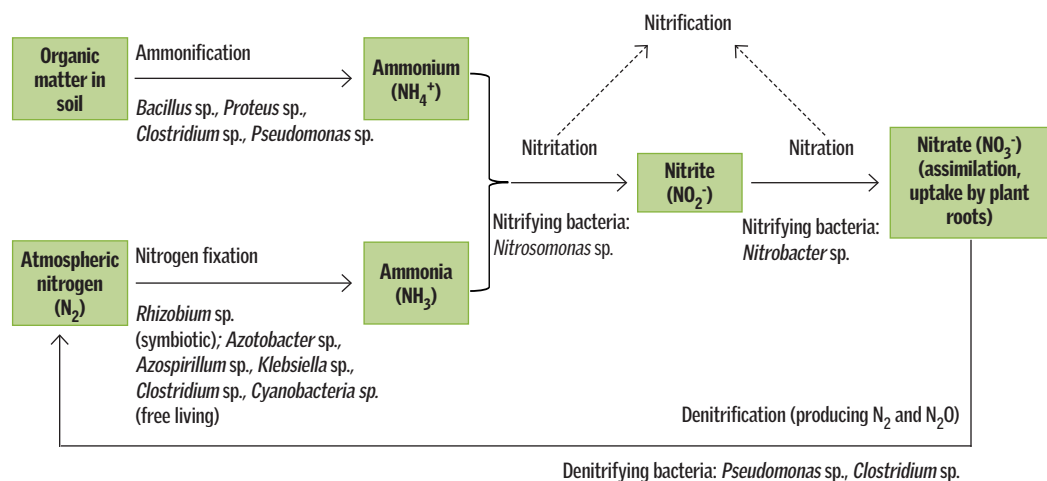 Nitrification
Organic
matter in
soil
Ammonification
Bacillus sp., Proteus sp.,
Clostridium sp., Pseudomonas sp.
Ammonium
(NH₄⁺)
Nitritation
Nitrifying bacteria:
Nitrosomonas sp.
Nitrite
(NO₂⁻)
Nitration
Nitrifying bacteria:
Nitrobacter sp.
Nitrate (NO₃⁻)
(assimilation,
uptake by plant
roots)
Atmospheric
nitrogen
(N₂)
Nitrogen fixation
Rhizobium sp.
(symbiotic); Azotobacter sp.,
Azospirillum sp., Klebsiella sp.,
Clostridium sp., Cyanobacteria sp.
(free living)
Ammonia
(NH₃)
Denitrification (producing N₂ and N₂O)
Denitrifying bacteria: Pseudomonas sp., Clostridium sp.